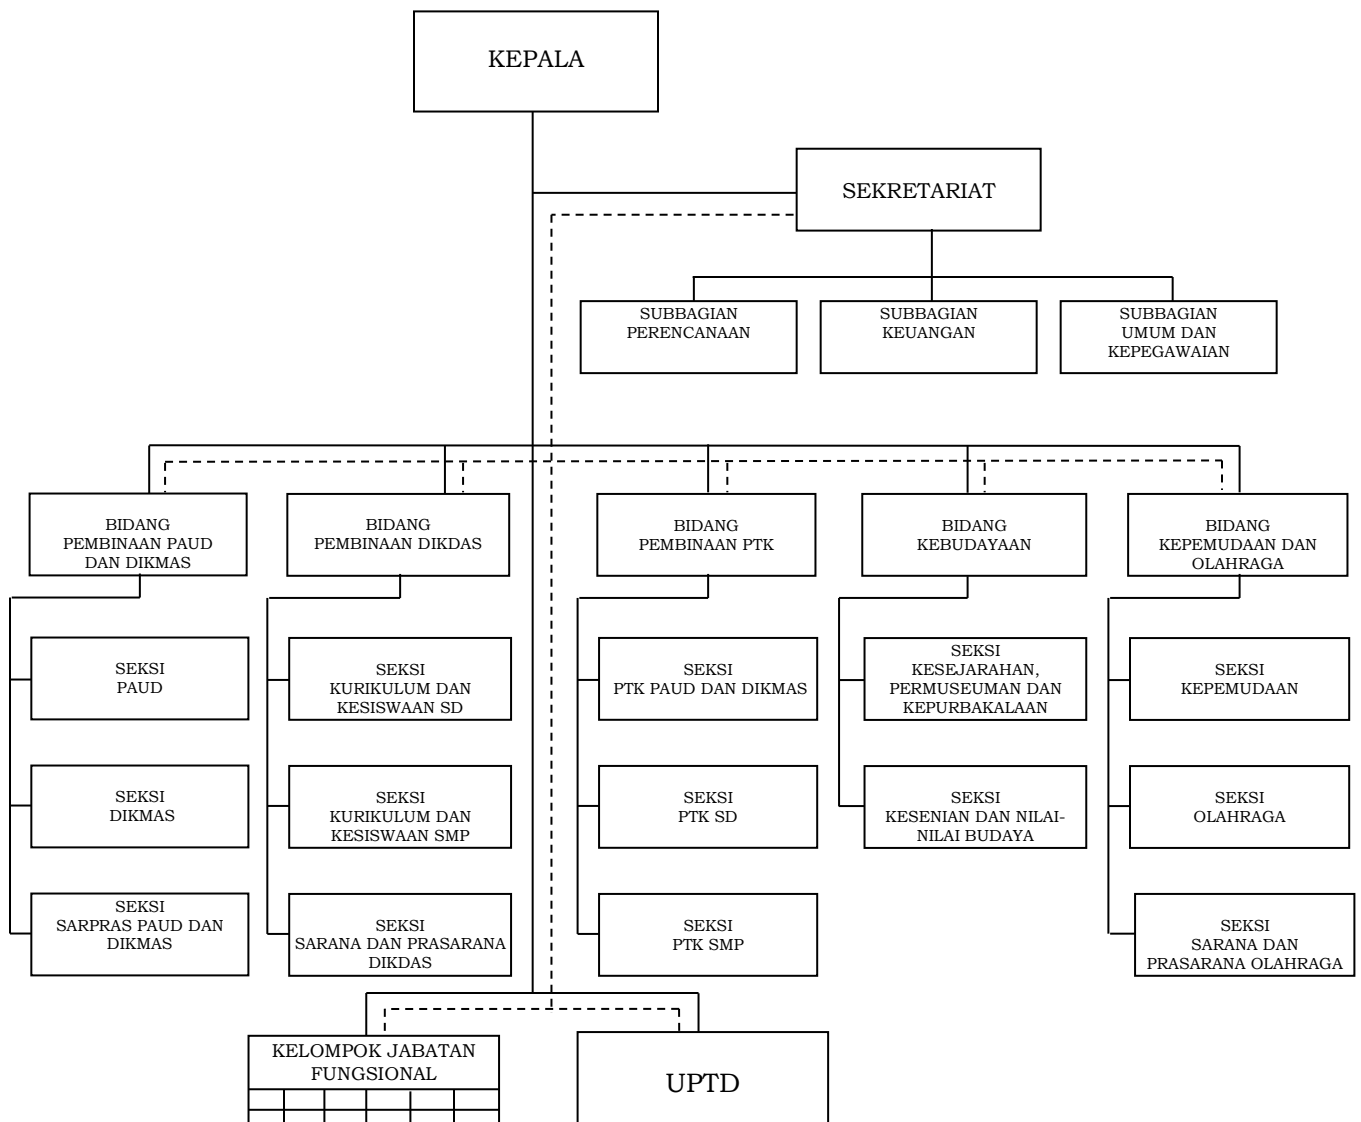 KEPALA
SEKRETARIAT
SUBBAGIAN
PERENCANAAN
SUBBAGIAN
KEUANGAN
SUBBAGIAN
UMUM DAN
KEPEGAWAIAN
BIDANG
PEMBINAAN PAUD
DAN DIKMAS
BIDANG
PEMBINAAN DIKDAS
BIDANG
PEMBINAAN PTK
BIDANG
KEBUDAYAAN
BIDANG
KEPEMUDAAN DAN
OLAHRAGA
SEKSI
PAUD
SEKSI
KURIKULUM DAN
KESISWAAN SD
SEKSI
PTK PAUD DAN DIKMAS
SEKSI
KESEJARAHAN,
PERMUSEUMAN DAN
KEPURBAKALAAN
SEKSI
KEPEMUDAAN
SEKSI
DIKMAS
SEKSI
KURIKULUM DAN
KESISWAAN SMP
SEKSI
PTK SD
SEKSI
KESENIAN DAN NILAI-
NILAI BUDAYA
SEKSI
OLAHRAGA
SEKSI
SARPRAS PAUD DAN
DIKMAS
SEKSI
SARANA DAN PRASARANA
DIKDAS
SEKSI
PTK SMP
SEKSI
SARANA DAN
PRASARANA OLAHRAGA
KELOMPOK JABATAN
FUNGSIONAL
UPTD